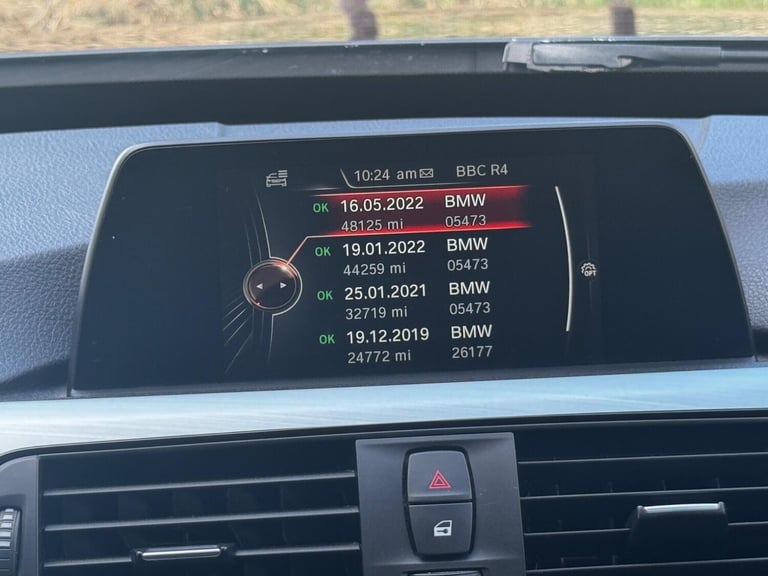 10:24 am BBC R4
OK 16.05.2022 BMW
48125 mi 05473
OK 19.01.2022 BMW
44259 mi 05473
OK 25.01.2021 BMW
32719 mi 05473
OK 19.12.2019 BMW
24772 mi 26177
OPT